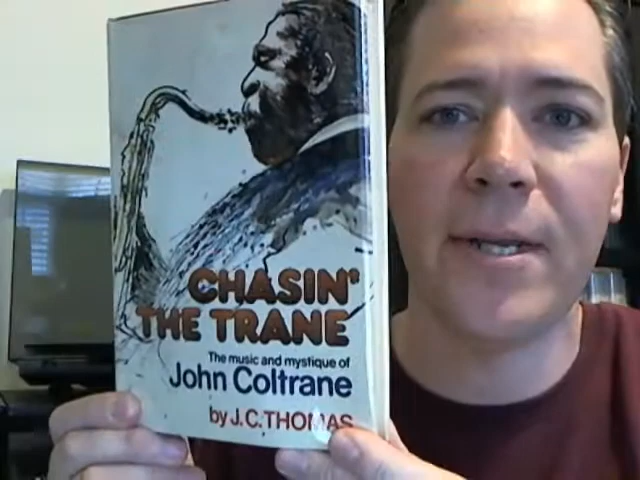 CHASIN'
THE TRANE
The music and mystique of
John Coltrane
by J.C.THOMAS